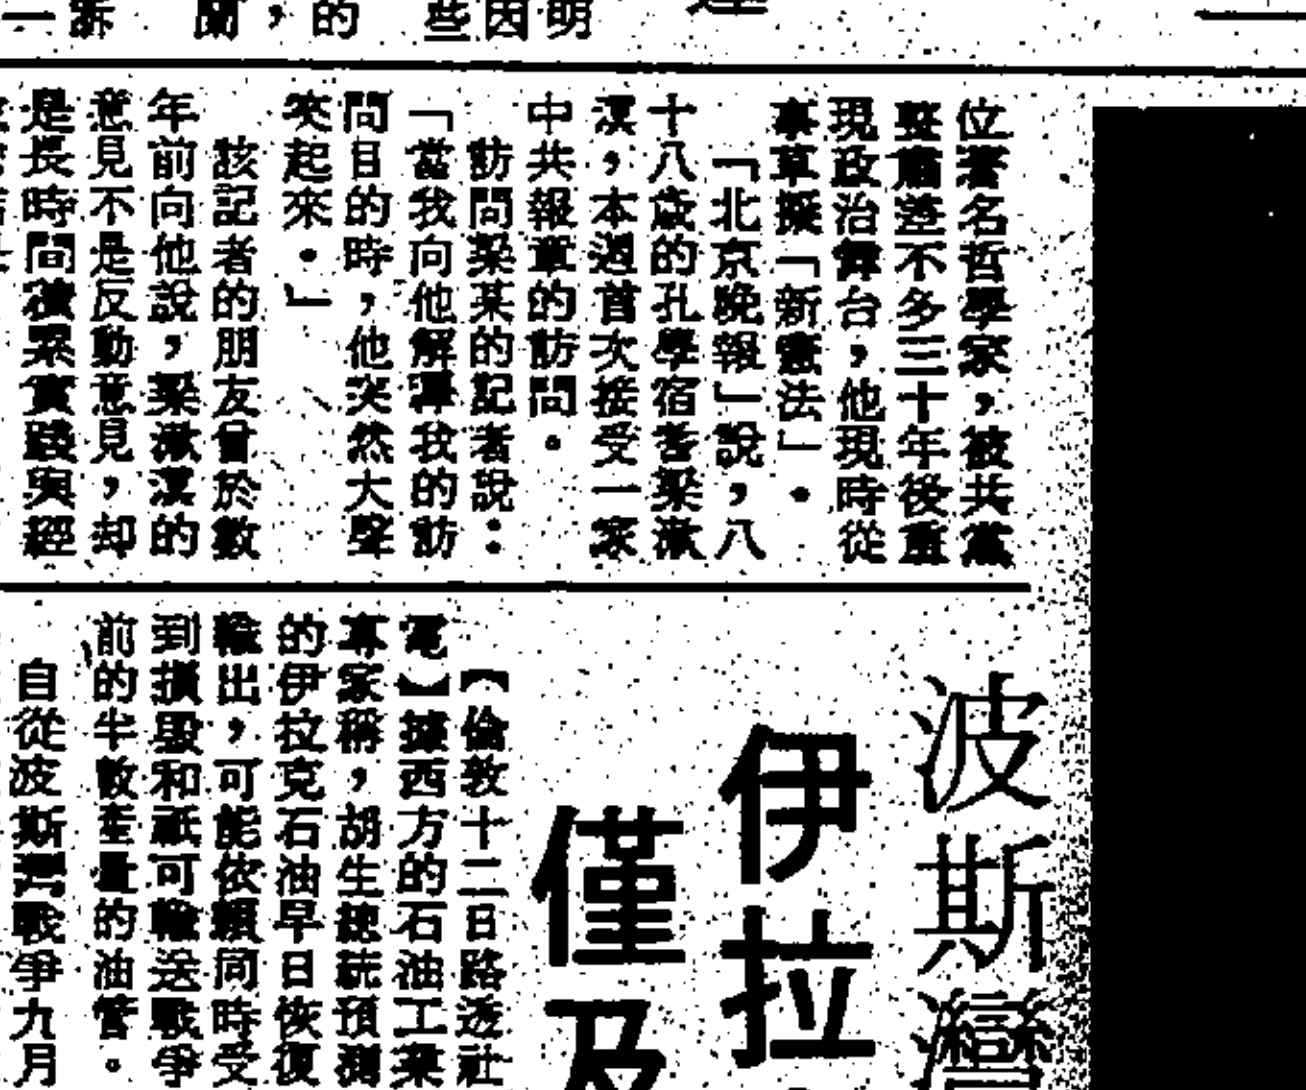 些因明
的
，
蘭
一
位著名哲學家，被共黨
整肅差不多三十年後重
現政治舞台，他現時從
事草擬「新憲法」。
「北京晚報」說，八
十八歲的孔學宿耆梁漱
溟，本週首次接受一家
中共報章的訪問。
訪問梁某的記者說：
「當我向他解釋我的訪
問目的時，他突然大聲
笑起來。」
該記者的朋友曾於數
年前向他說，梁漱溟的
意見不是反動意見，却
是長時間積累實踐與經
波斯灣
伊拉
僅及
【倫敦十二日路透社
電】據西方的石油工業
專家稱，胡生總統預測
的伊拉克石油早日恢復
輸出，可能依賴同時受
到損毀和祇可輸送戰爭
前的半數產量的油管。
自從波斯灣戰爭九月